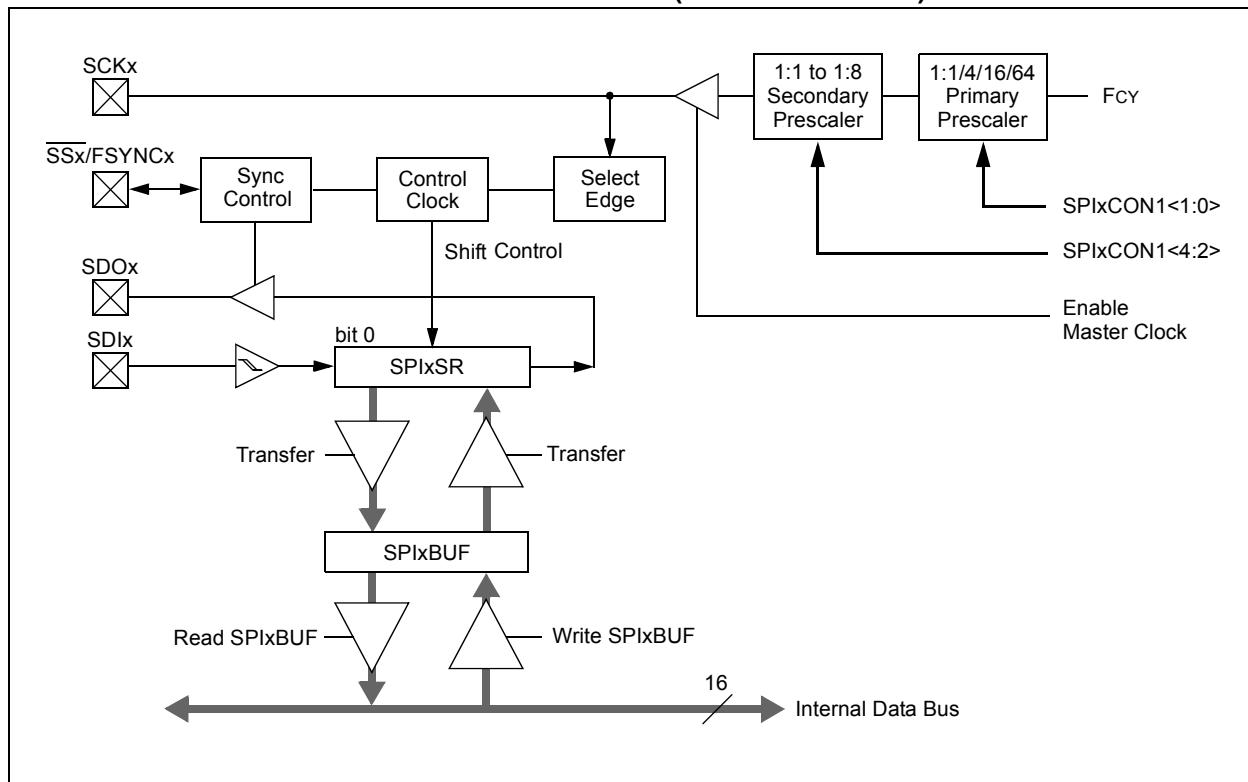 SCKx
1:1 to 1:8
Secondary
Prescaler
1:1/4/16/64
Primary
Prescaler
FCY
SSx/FSYNCx
Sync
Control
Control
Clock
Select
Edge
SPIxCON1<1:0>
Shift Control
SPIxCON1<4:2>
SDOx
Enable
Master Clock
SDIx
bit 0
SPIxSR
Transfer
Transfer
SPIxBUF
Read SPIxBUF
Write SPIxBUF
16
Internal Data Bus